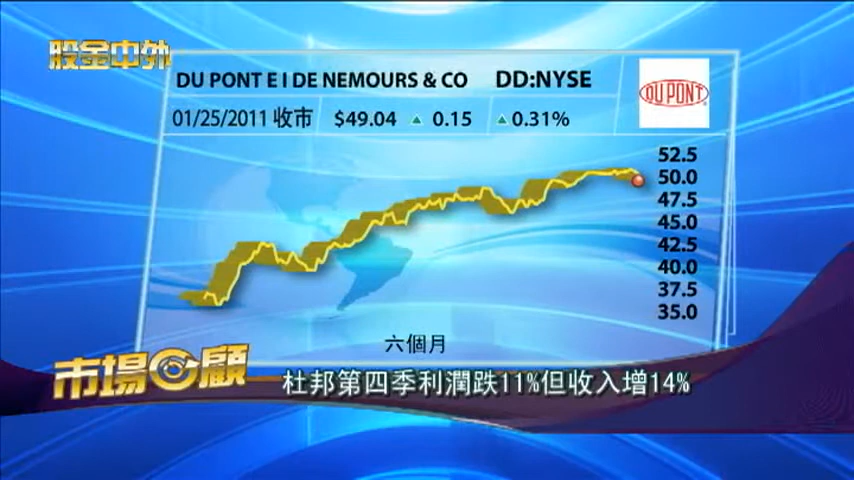 股金中外
DU PONT E I DE NEMOURS & CO DD:NYSE
DU PONT
01/25/2011 收市 $49.04 ▲ 0.15 ▲ 0.31%
52.5
50.0
47.5
45.0
42.5
40.0
37.5
35.0
六個月
市場回顧
杜邦第四季利潤跌11%但收入增14%